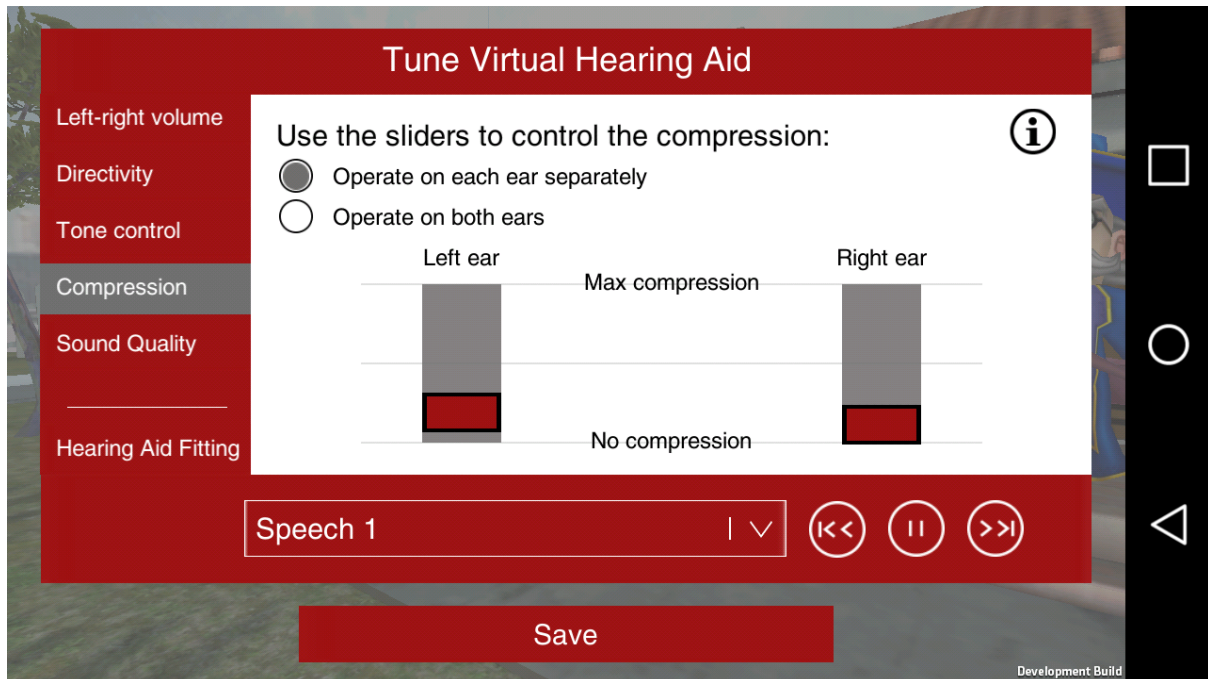 Tune Virtual Hearing Aid
Left-right volume
Directivity
Tone control
Compression
Sound Quality
Hearing Aid Fitting
Use the sliders to control the compression:
i
Operate on each ear separately
Operate on both ears
Left ear
Right ear
Max compression
No compression
Speech 1
Save
Development Build